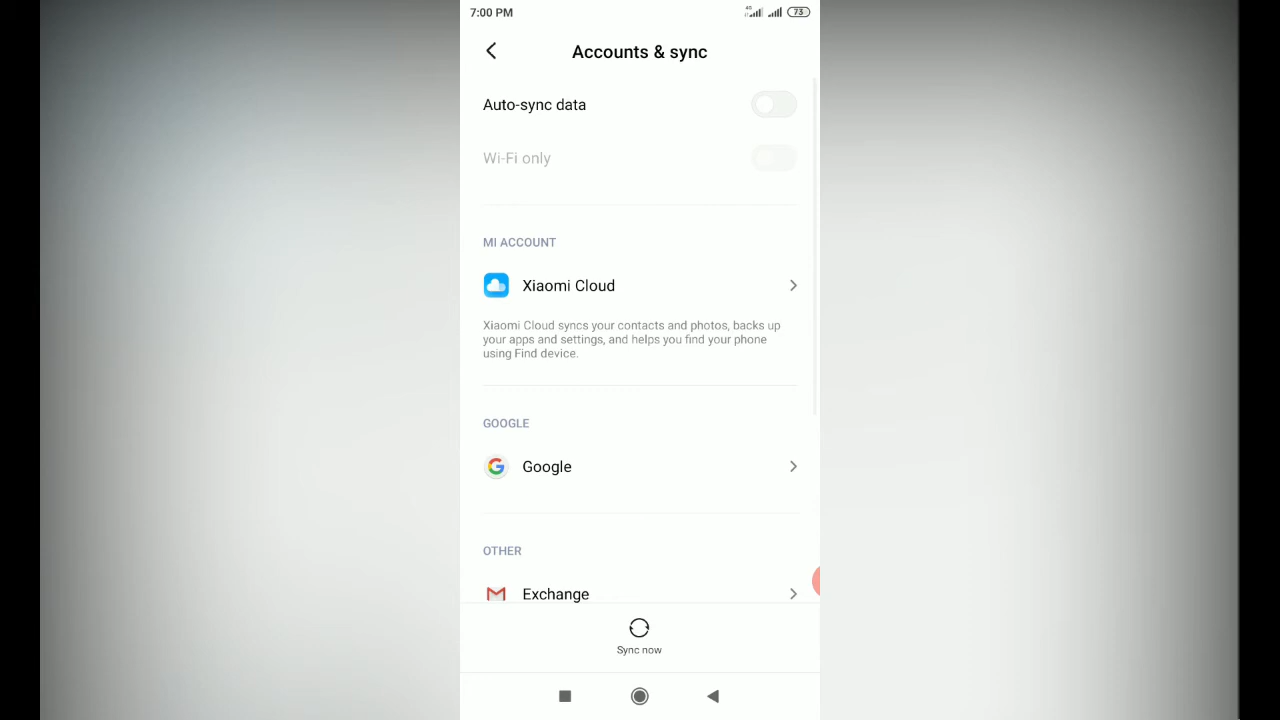 7:00 PM
4G
73
Accounts & sync
Auto-sync data
Wi-Fi only
MI ACCOUNT
Xiaomi Cloud
Xiaomi Cloud syncs your contacts and photos, backs up
your apps and settings, and helps you find your phone
using Find device.
GOOGLE
Google
OTHER
Exchange
Sync now